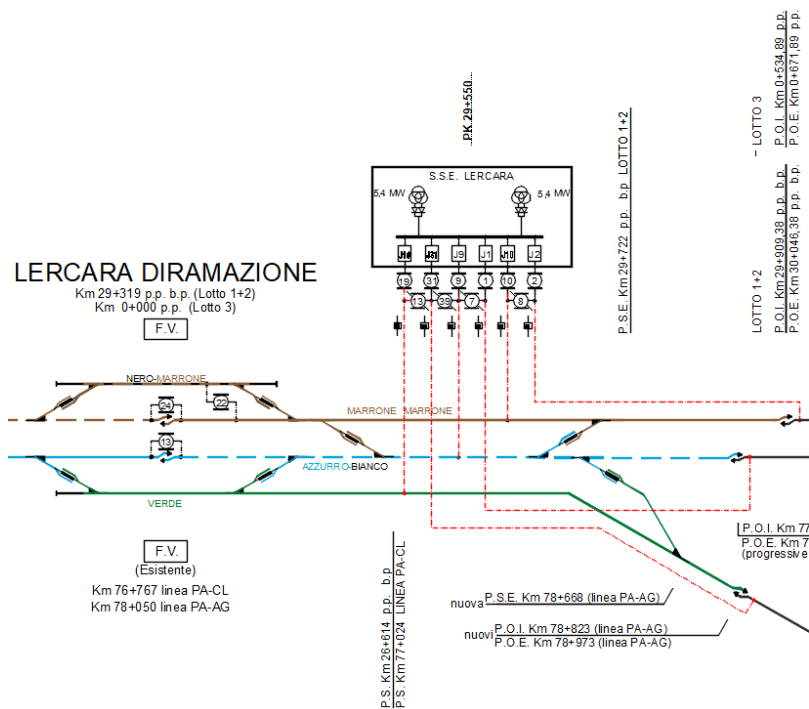 PK.29+550
P.S.E. Km 29+722 p.p. b.p LOTTO 1+2
– LOTTO 3
P.O.I. Km 0+534,89 p.p.
P.O.E. Km 0+671,89 p.p.
LOTTO 1+2
P.O.I. Km 29+909,38 p.p. b.p.
P.O.E. Km 30+046,38 p.p. b.p.
S.S.E. LERCARA
5,4 MW
5,4 MW
J9 J1 J10 J2
19 31 9 1 10 2
13 39 7 8
LERCARA DIRAMAZIONE
Km 29+319 p.p. b.p. (Lotto 1+2)
Km 0+000 p.p. (Lotto 3)
F.V.
NERO-MARRONE
24
22
MARRONE MARRONE
13
AZZURRO-BIANCO
VERDE
F.V.
(Esistente)
Km 76+767 linea PA-CL
Km 78+050 linea PA-AG
P.S. Km 26+614 p.p. b.p
P.S. Km 77+024 LINEA PA-CL
P.O.I. Km 77
P.O.E. Km 7
(progressive
nuova P.S.E. Km 78+668 (linea PA-AG)
nuovi P.O.I. Km 78+823 (linea PA-AG)
P.O.E. Km 78+973 (linea PA-AG)